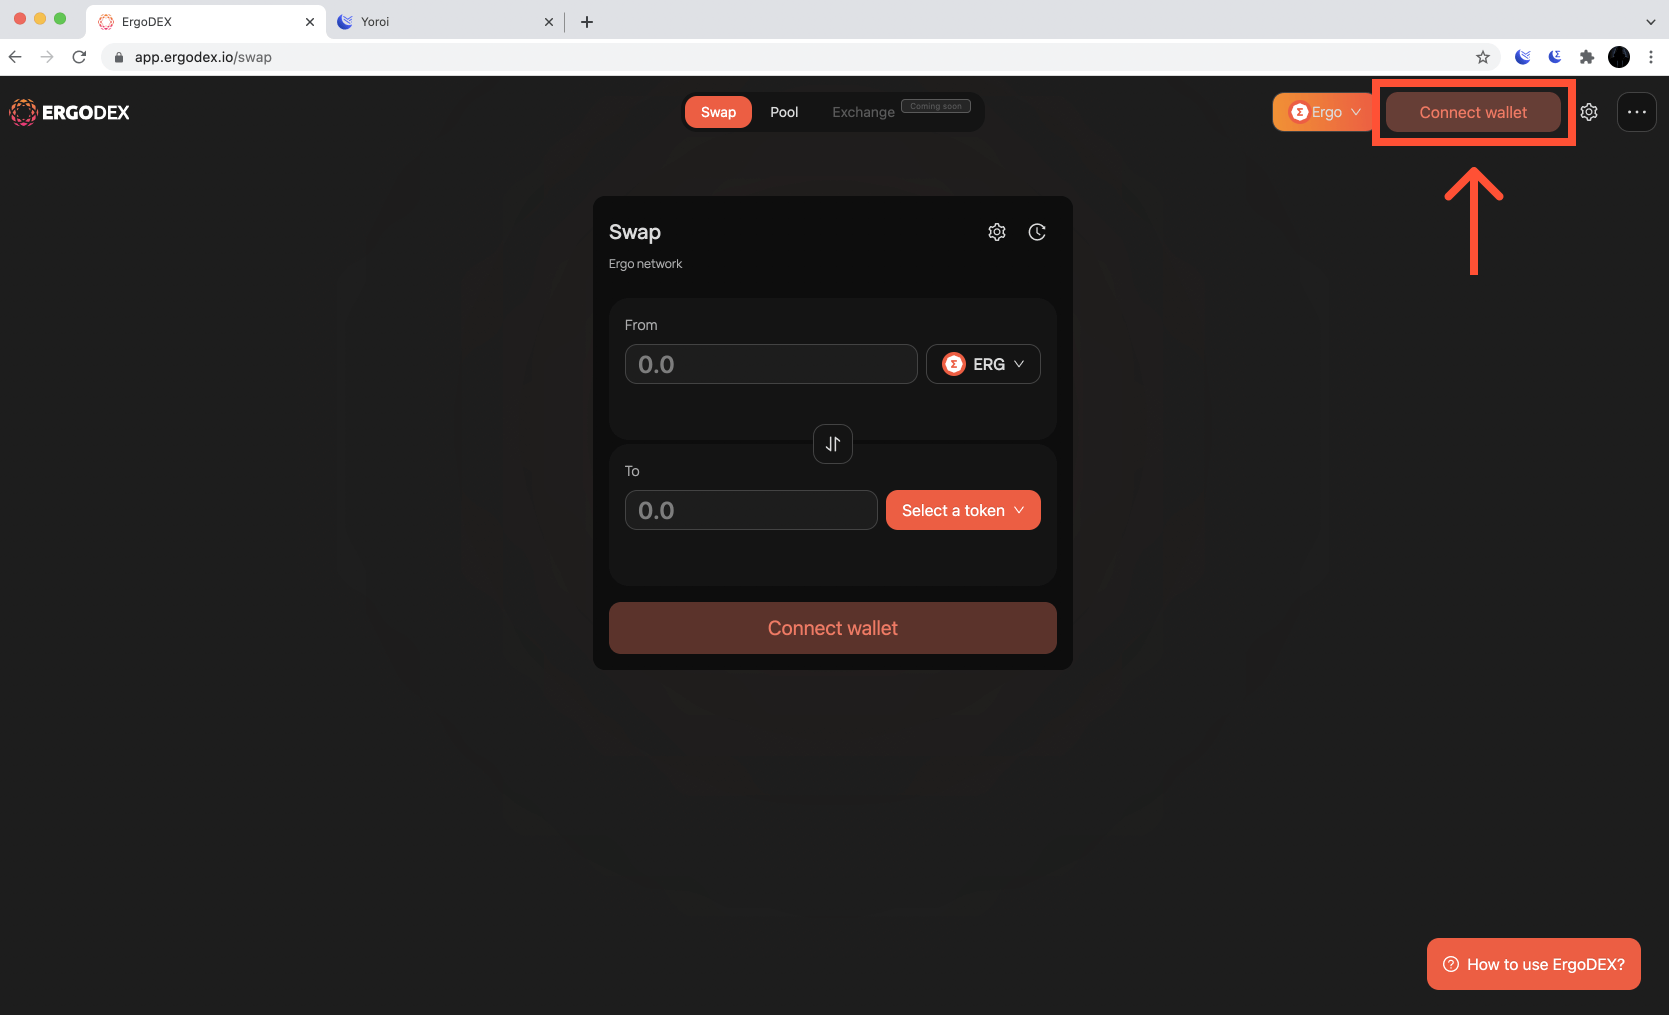 ErgoDEX
Yoroi
app.ergodex.io/swap
ERGODEX
Swap
Pool
Exchange
Coming soon
Ergo
Connect wallet
Swap
Ergo network
From
0.0
ERG
To
0.0
Select a token
Connect wallet
How to use ErgoDEX?